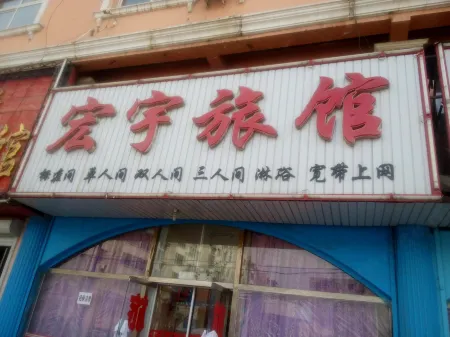 宏宇旅馆
标准间 单人间 双人间 三人间 淋浴 宽带上网
馆